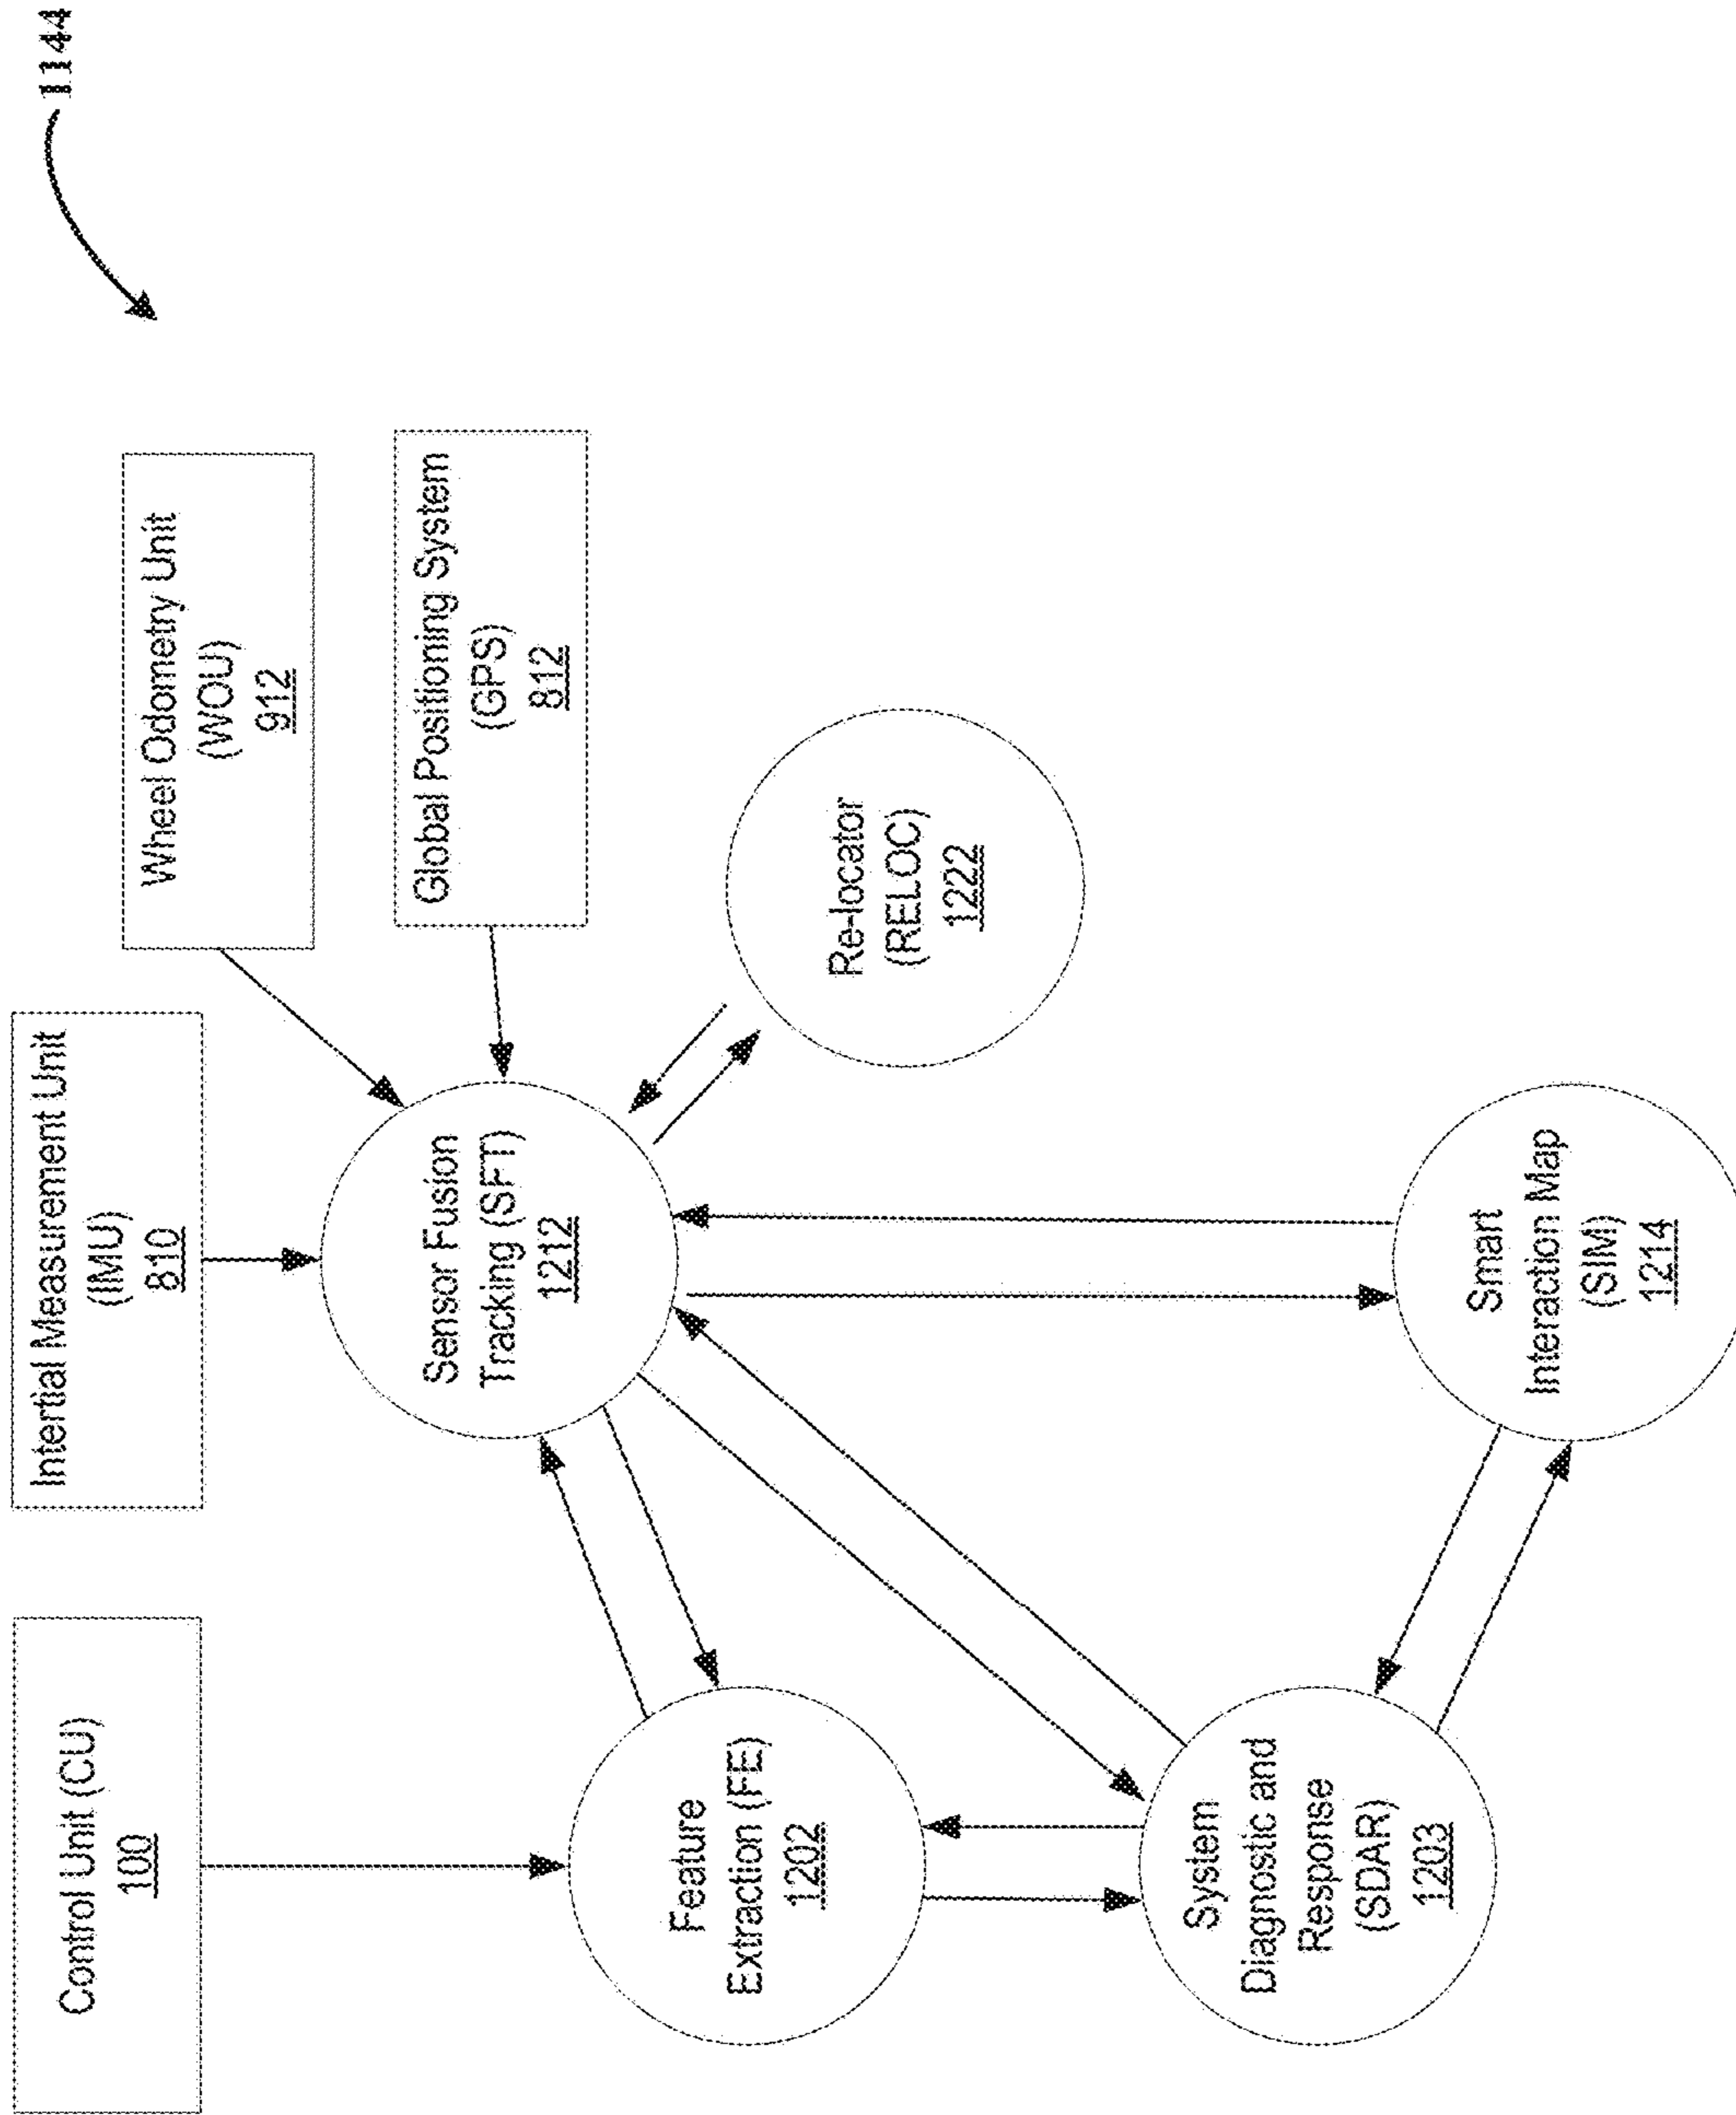 1144
Control Unit (CU)
100
Intertial Measurement Unit
(IMU)
810
Wheel Odometry Unit
(WOU)
912
Global Positioning System
(GPS)
812
Sensor Fusion
Tracking (SFT)
1212
Feature
Extraction (FE)
1202
Re-locator
(RELOC)
1222
System
Diagnostic and
Response
(SDAR)
1203
Smart
Interaction Map
(SIM)
1214